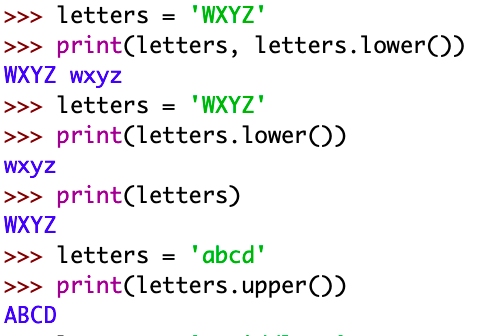 >>> letters = 'WXYZ'
>>> print(letters, letters.lower())
WXYZ wxyz
>>> letters = 'WXYZ'
>>> print(letters.lower())
wxyz
>>> print(letters)
WXYZ
>>> letters = 'abcd'
>>> print(letters.upper())
ABCD